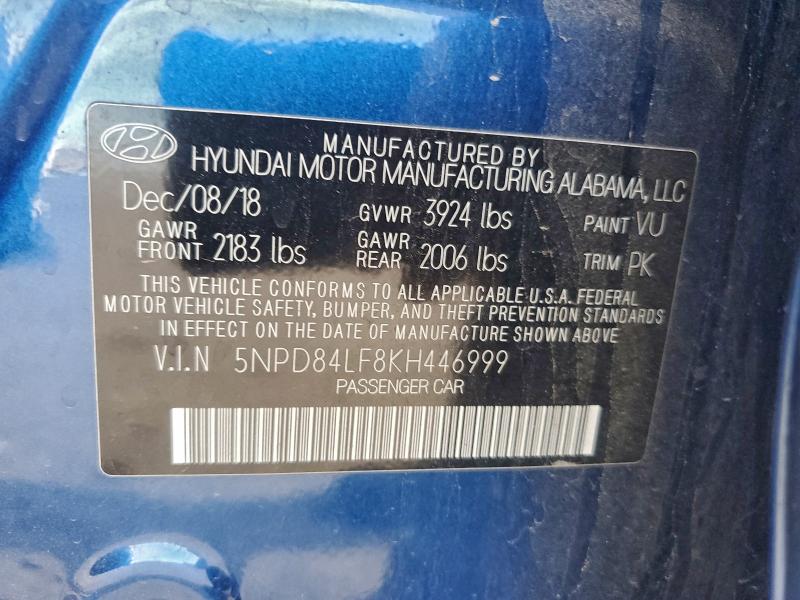 MANUFACTURED BY
HYUNDAI MOTOR MANUFACTURING ALABAMA, LLC
Dec/08/18 GVWR 3924 lbs PAINT VU
GAWR FRONT 2183 lbs GAWR REAR 2006 lbs TRIM PK
THIS VEHICLE CONFORMS TO ALL APPLICABLE U.S.A. FEDERAL
MOTOR VEHICLE SAFETY, BUMPER, AND THEFT PREVENTION STANDARDS
IN EFFECT ON THE DATE OF MANUFACTURE SHOWN ABOVE
V.I.N 5NPD84LF8KH446999
PASSENGER CAR